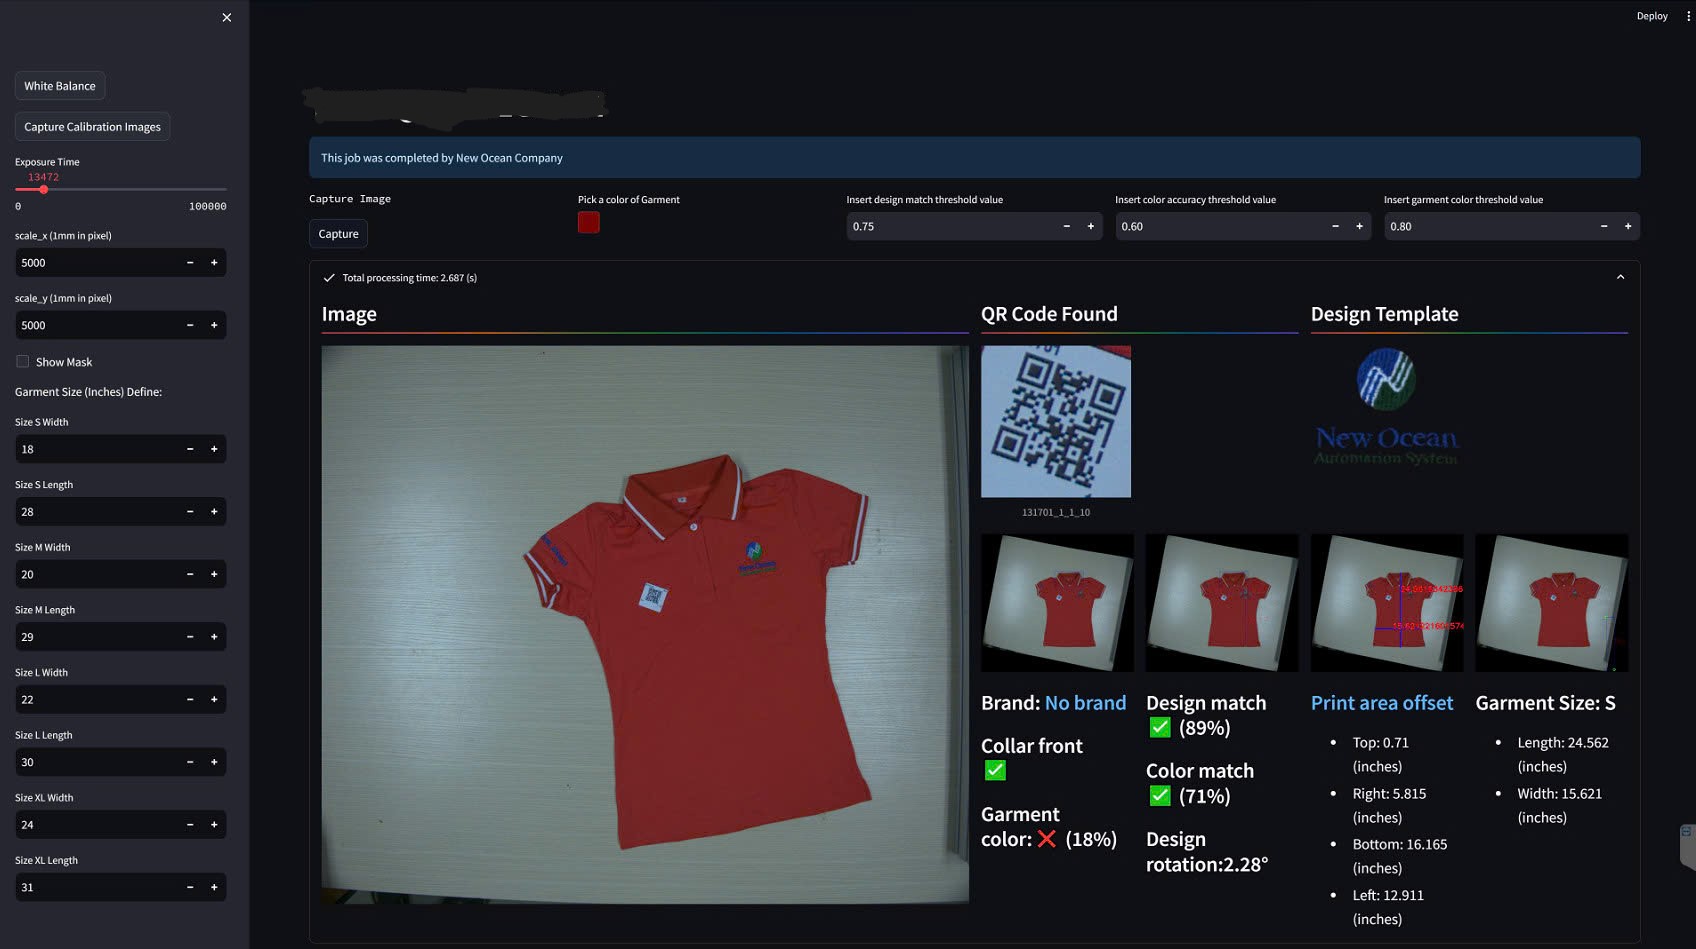 Deploy
White Balance
Capture Calibration Images
Exposure Time
13472
0 100000
scale_x (1mm in pixel)
5000
scale_y (1mm in pixel)
5000
Show Mask
Garment Size (Inches) Define:
Size S Width
18
Size S Length
28
Size M Width
20
Size M Length
29
Size L Width
22
Size L Length
30
Size XL Width
24
Size XL Length
31
This job was completed by New Ocean Company
Capture Image
Capture
Pick a color of Garment
Insert design match threshold value
0.75
Insert color accuracy threshold value
0.60
Insert garment color threshold value
0.80
Total processing time: 2.687 (s)
Image
QR Code Found
131701_1_1_10
Design Template
New Ocean
Automation System
Brand: No brand
Collar front
Garment
color: (18%)
Design match
(89%)
Color match
(71%)
Design
rotation:2.28°
Print area offset
Top: 0.71
(inches)
Right: 5.815
(inches)
Bottom: 16.165
(inches)
Left: 12.911
(inches)
Garment Size: S
Length: 24.562
(inches)
Width: 15.621
(inches)